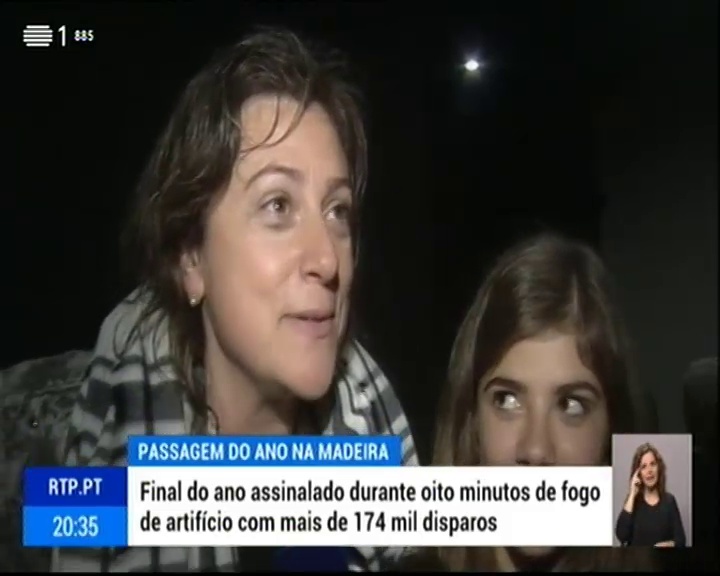 1 885
PASSAGEM DO ANO NA MADEIRA
RTP.PT
Final do ano assinalado durante oito minutos de fogo
de artifício com mais de 174 mil disparos
20:35